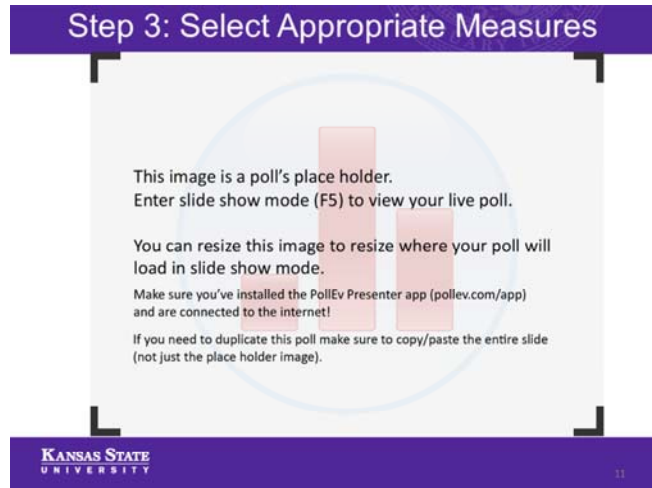 Step 3: Select Appropriate Measures
This image is a poll's place holder.
Enter slide show mode (F5) to view your live poll.
You can resize this image to resize where your poll will
load in slide show mode.
Make sure you've installed the PollEv Presenter app (pollev.com/app)
and are connected to the internet!
If you need to duplicate this poll make sure to copy/paste the entire slide
(not just the place holder image).
KANSAS STATE
UNIVERSITY
11